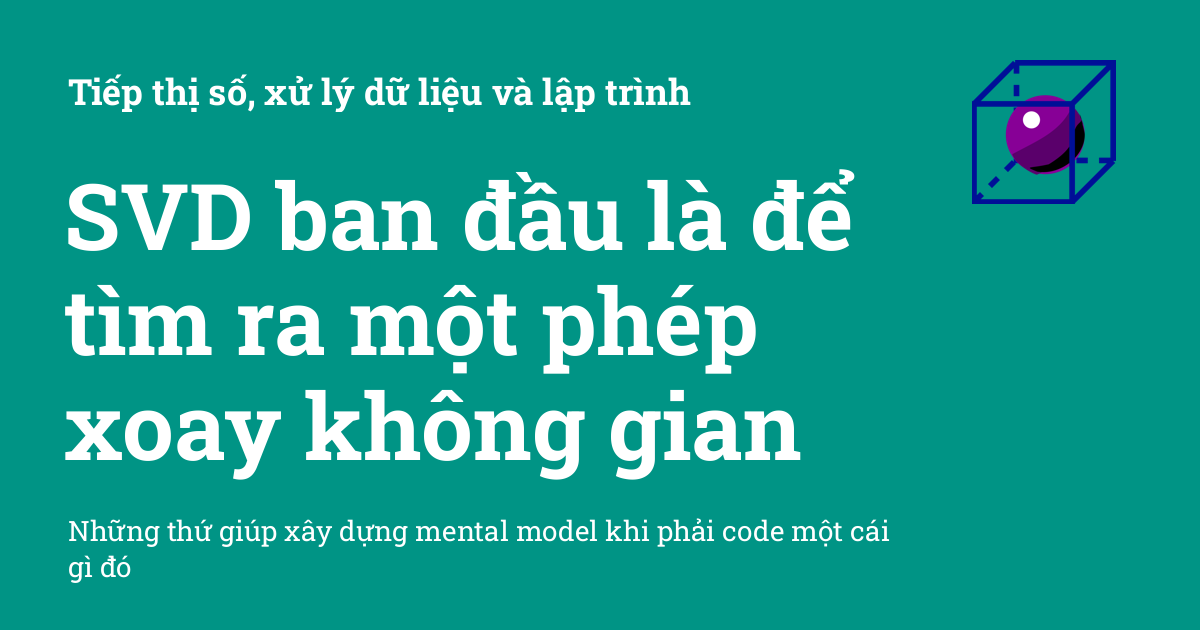 Tiếp thị số, xử lý dữ liệu và lập trình
SVD ban đầu là để
tìm ra một phép
xoay không gian
Những thứ giúp xây dựng mental model khi phải code một cái
gì đó